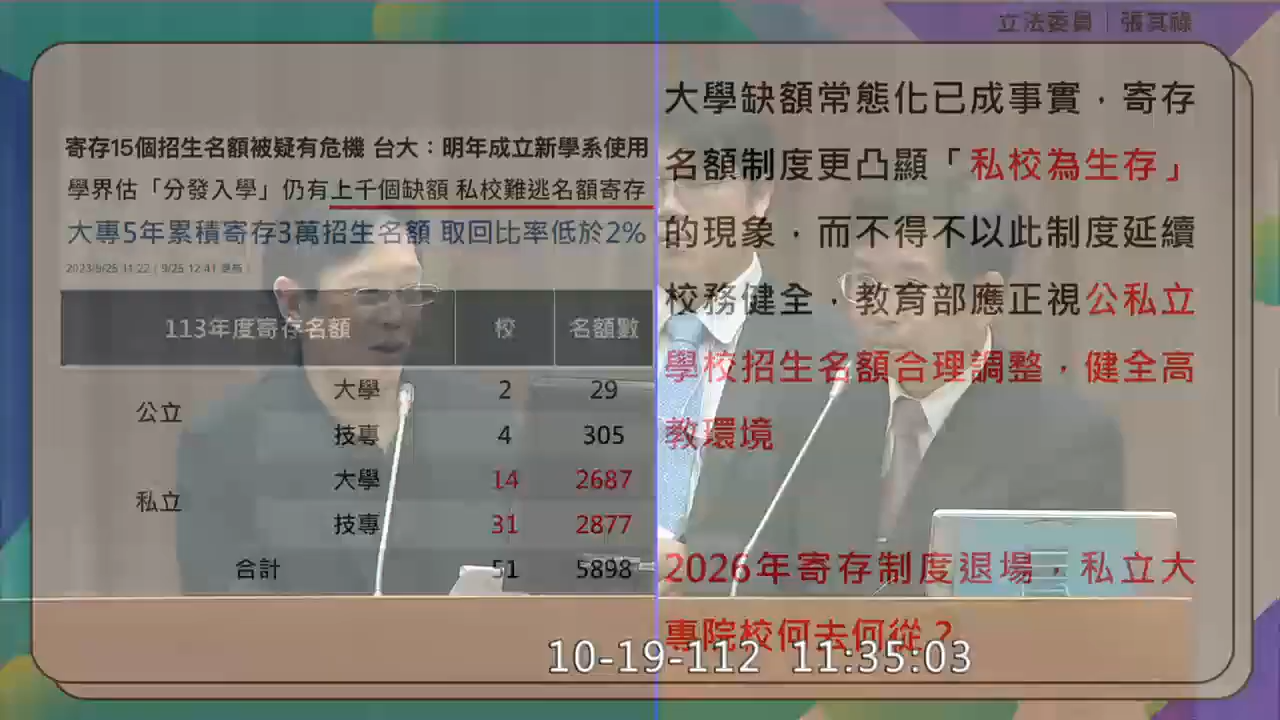 立法委員｜張其祿
寄存15個招生名額被疑有危機 台大：明年成立新學系使用
學界估「分發入學」仍有上千個缺額 私校難逃名額寄存
大專5年累積寄存3萬招生名額 取回比率低於2%
2023/9/25 11:22（9/25 12:41 更新）
113年度寄存名額 校 名額數
公立 大學 2 29
技專 4 305
私立 大學 14 2687
技專 31 2877
合計 51 5898
大學缺額常態化已成事實，寄存
名額制度更凸顯「私校為生存」
的現象，而不得不以此制度延續
校務健全，教育部應正視公私立
學校招生名額合理調整，健全高
教環境
2026年寄存制度退場，私立大
專院校何去何從？
10-19-112 11:35:03